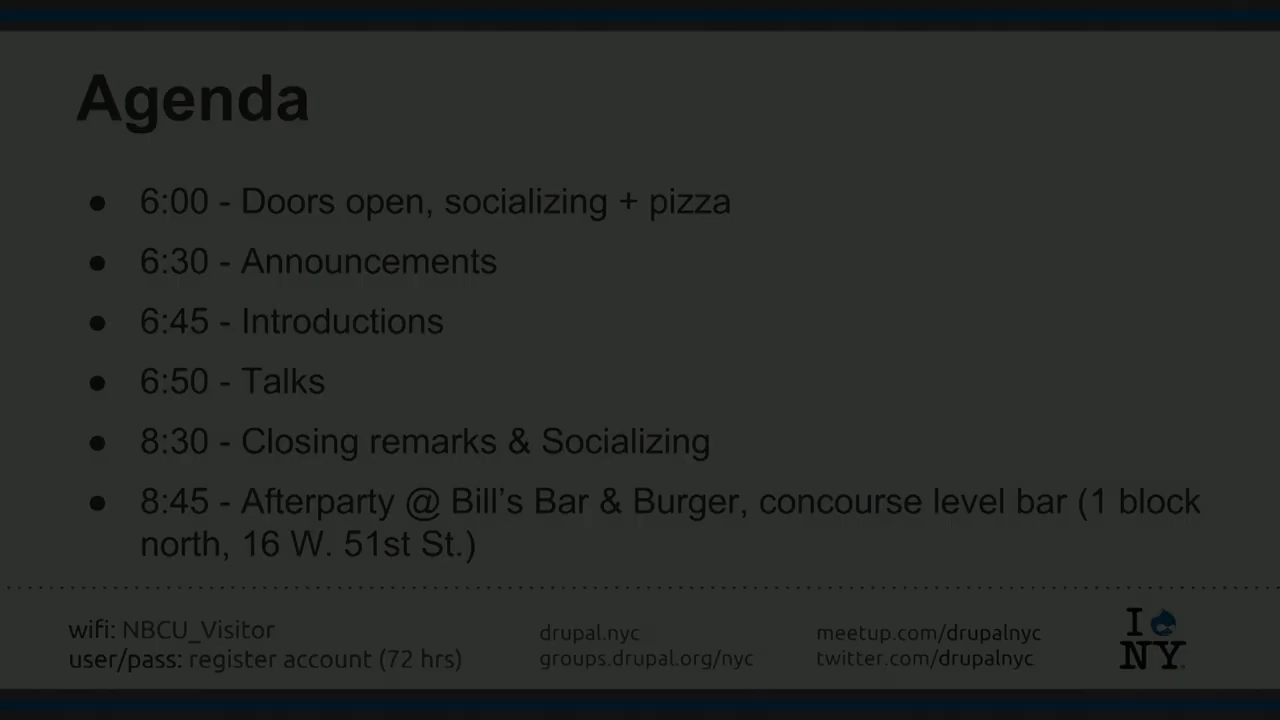 Agenda
● 6:00 - Doors open, socializing + pizza
● 6:30 - Announcements
● 6:45 - Introductions
● 6:50 - Talks
● 8:30 - Closing remarks & Socializing
● 8:45 - Afterparty @ Bill’s Bar & Burger, concourse level bar (1 block
north, 16 W. 51st St.)
wifi: NBCU_Visitor
user/pass: register account (72 hrs)
drupal.nyc
groups.drupal.org/nyc
meetup.com/drupalnyc
twitter.com/drupalnyc
I
NY